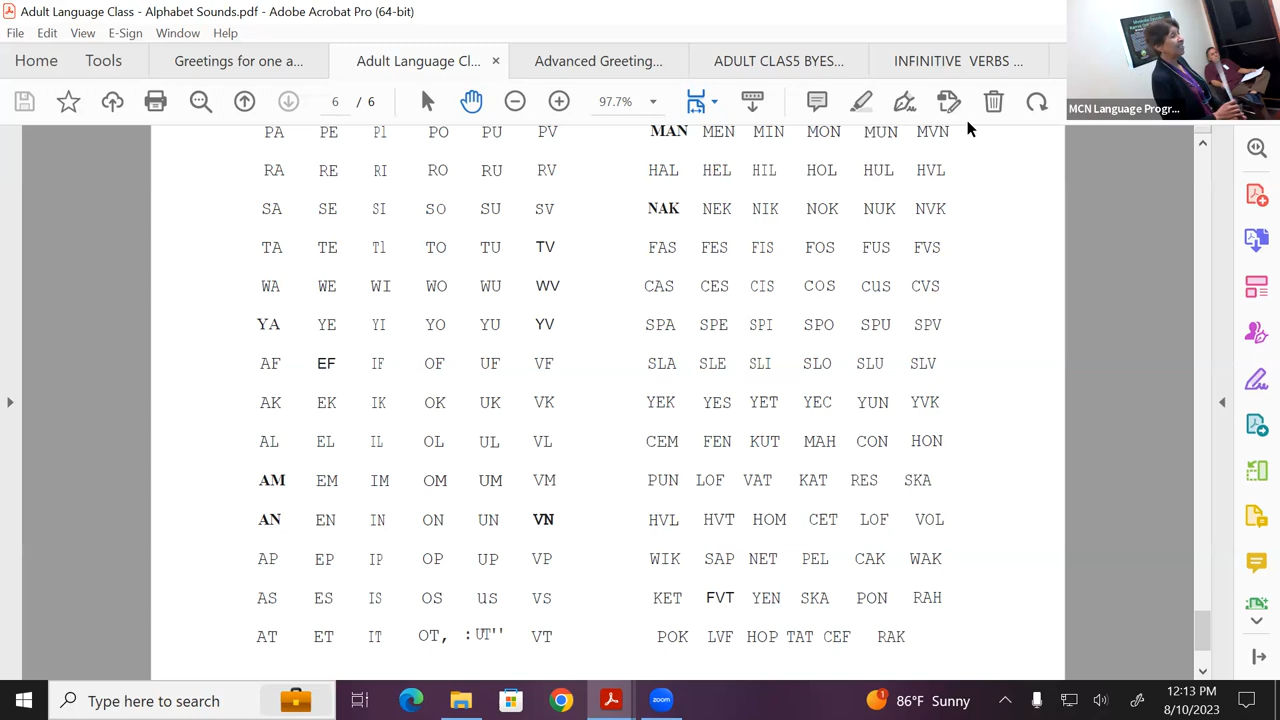 Adult Language Class - Alphabet Sounds.pdf - Adobe Acrobat Pro (64-bit)
File Edit View E-Sign Window Help
Home Tools Greetings for one a... Adult Language Cl... × Advanced Greeting... ADULT CLAS5 BYES... INFINITIVE VERBS ...
6 / 6 97.7%
MCN Language Progr...
PA PE Pl PO PU PV MAN MEN MIN MON MUN MVN
RA RE RI RO RU RV HAL HEL HIL HOL HUL HVL
SA SE SI SO SU SV NAK NEK NIK NOK NUK NVK
TA TE Tl TO TU TV FAS FES FIS FOS FUS FVS
WA WE WI WO WU WV CAS CES CIS COS CUS CVS
YA YE YI YO YU YV SPA SPE SPI SPO SPU SPV
AF EF IF OF UF VF SLA SLE SLI SLO SLU SLV
AK EK IK OK UK VK YEK YES YET YEC YUN YVK
AL EL IL OL UL VL CEM FEN KUT MAH CON HON
AM EM IM OM UM VM PUN LOF VAT KAT RES SKA
AN EN IN ON UN VN HVL HVT HOM CET LOF VOL
AP EP IP OP UP VP WIK SAP NET PEL CAK WAK
AS ES IS OS us VS KET FVT YEN SKA PON RAH
AT ET IT OT, :UT'' VT POK LVF HOP TAT CEF RAK
Type here to search
zoom
1 86°F Sunny
12:13 PM
8/10/2023